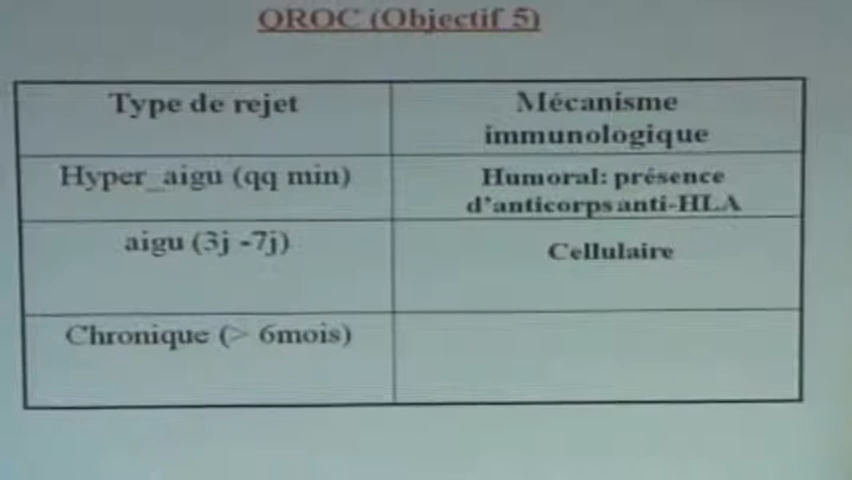 QROC (Objectif 5)
Type de rejet
Mécanisme
immunologique
Hyper_aigu (qq min)
Humoral: présence
d'anticorps anti-HLA
aigu (3j -7j)
Cellulaire
Chronique (> 6mois)